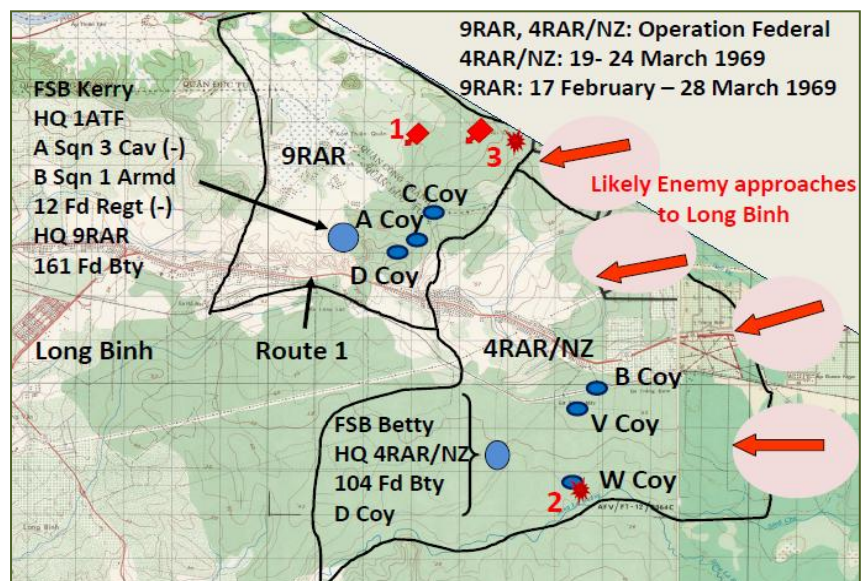 9RAR, 4RAR/NZ: Operation Federal
4RAR/NZ: 19- 24 March 1969
9RAR: 17 February – 28 March 1969
FSB Kerry
HQ 1ATF
A Sqn 3 Cav (-)
B Sqn 1 Armd
12 Fd Regt (-)
HQ 9RAR
161 Fd Bty
9RAR
1
3
C Coy
A Coy
D Coy
Likely Enemy approaches
to Long Binh
Long Binh
Route 1
4RAR/NZ
B Coy
V Coy
FSB Betty
HQ 4RAR/NZ
104 Fd Bty
D Coy
W Coy
2